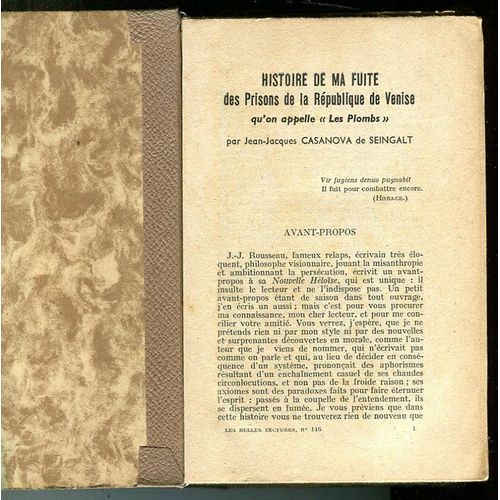 HISTOIRE DE MA FUITE
des Prisons de la République de Venise
qu'on appelle « Les Plombs »
par Jean-Jacques CASANOVA de SEINGALT
Vir fugiens denuo pugnabit
Il fuit pour combattre encore.
(HORACE.)
AVANT-PROPOS
J.-J. Rousseau, fameux relaps, écrivain très élo-
quent, philosophe visionnaire, jouant la misanthropie
et ambitionnant la persécution, écrivit un avant-
propos à sa Nouvelle Héloïse, qui est unique : il
insulte le lecteur et ne l'indispose pas. Un petit
avant-propos étant de saison dans tout ouvrage,
j'en écris un aussi ; mais c'est pour vous procurer
ma connaissance, mon cher lecteur, et pour me con-
cilier votre amitié. Vous verrez, j'espère, que je ne
prétends rien ni par mon style ni par des nouvelles
et surprenantes découvertes en morale, comme l'au-
teur que je viens de nommer, qui n'écrivait pas
comme on parle et qui, au lieu de décider en consé-
quence d'un système, prononçait des aphorismes
résultant d'un enchaînement casuel de ses chaudes
circonlocutions, et non pas de la froide raison ; ses
axiomes sont des paradoxes faits pour faire éternuer
l'esprit : passés à la coupelle de l'entendement, ils
se dispersent en fumée. Je vous préviens que dans
cette histoire vous ne trouverez rien de nouveau que
LES BELLES LECTURES, N° 146 1